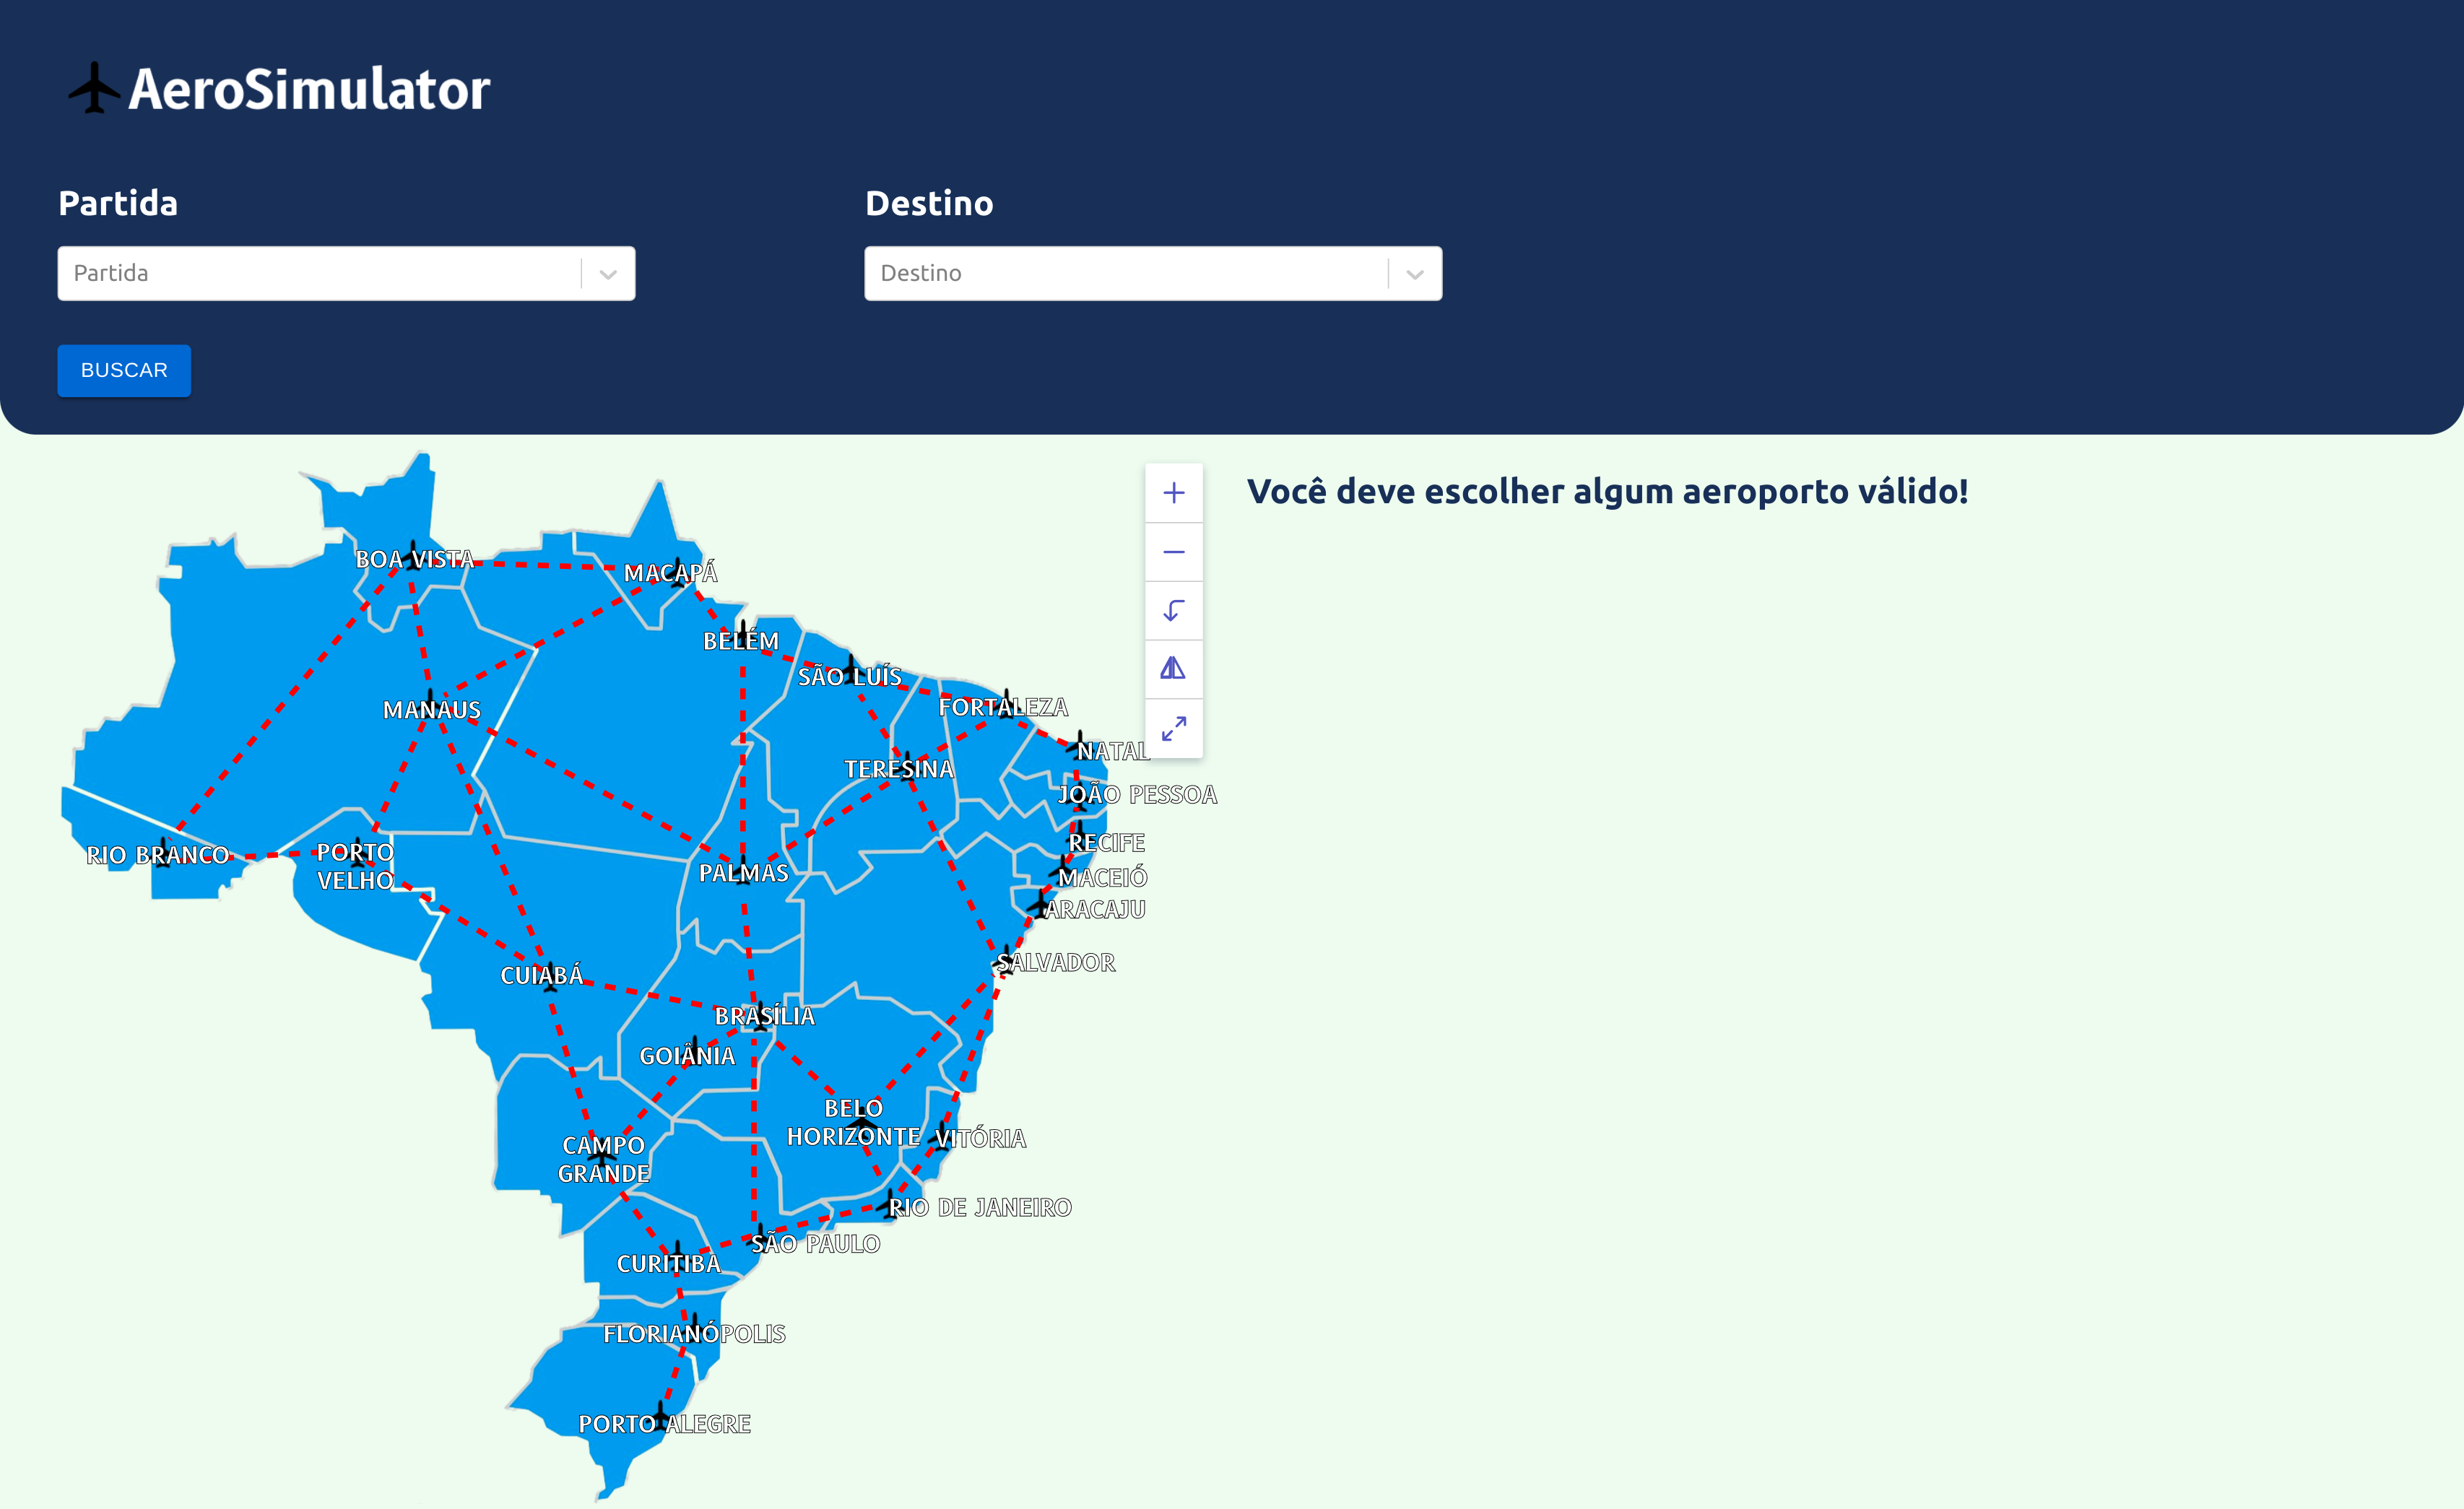 AeroSimulator
Partida
Destino
Partida
Destino
BUSCAR
Você deve escolher algum aeroporto válido!
BOA VISTA
MACAPÁ
BELÉM
SÃO LUÍS
MANAUS
FORTALEZA
NATAL
TERESINA
JOÃO PESSOA
RECIFE
RIO BRANCO
PORTO
VELHO
PALMAS
MACEIÓ
ARACAJU
SALVADOR
CUIABÁ
BRASÍLIA
GOIÂNIA
BELO
HORIZONTE
VITÓRIA
CAMPO
GRANDE
RIO DE JANEIRO
SÃO PAULO
CURITIBA
FLORIANÓPOLIS
PORTO ALEGRE